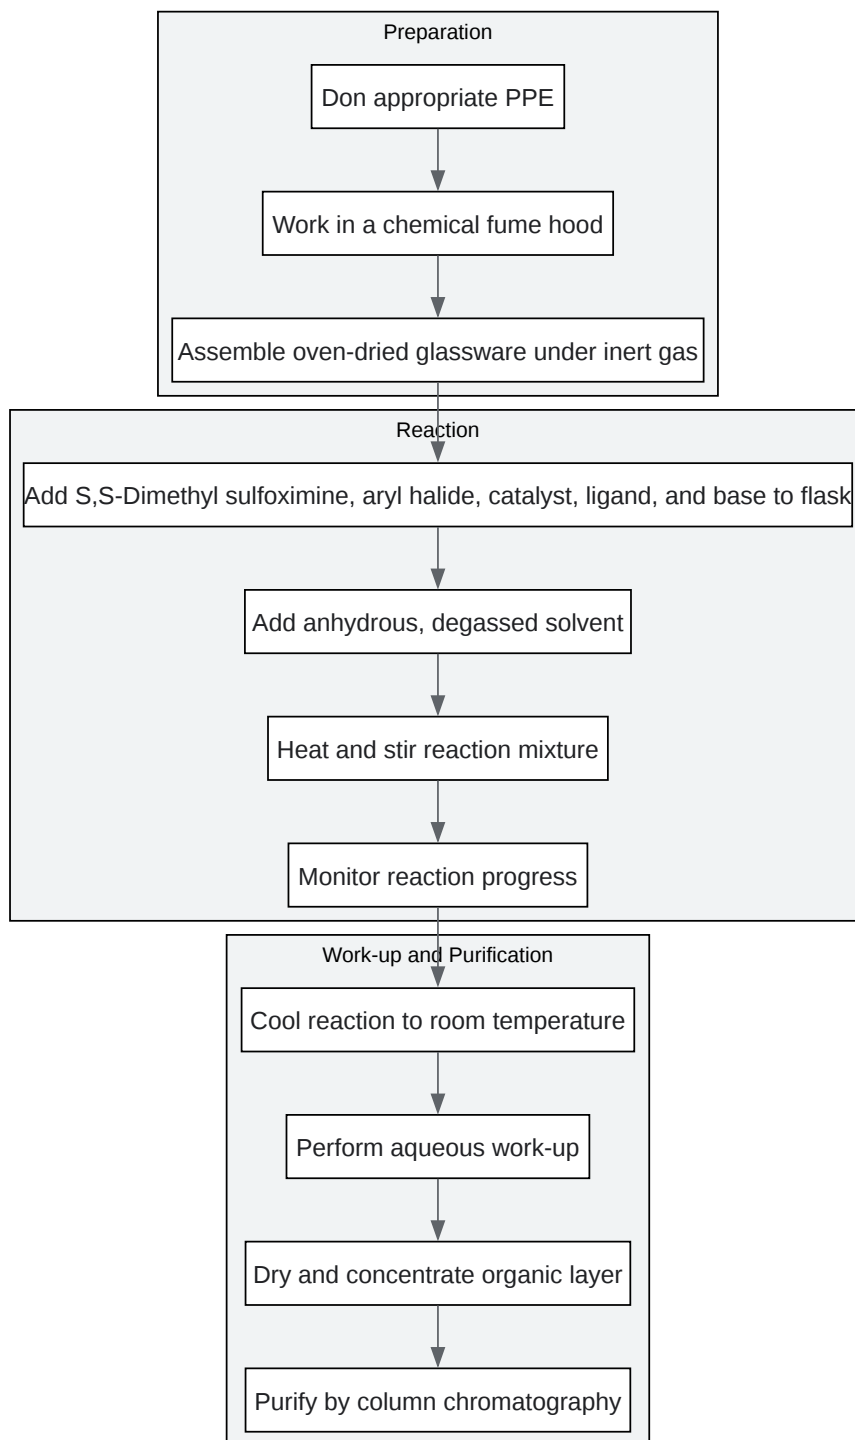 Preparation
Don appropriate PPE
Work in a chemical fume hood
Assemble oven-dried glassware under inert gas
Reaction
Add S,S-Dimethyl sulfoximine, aryl halide, catalyst, ligand, and base to flask
Add anhydrous, degassed solvent
Heat and stir reaction mixture
Monitor reaction progress
Work-up and Purification
Cool reaction to room temperature
Perform aqueous work-up
Dry and concentrate organic layer
Purify by column chromatography